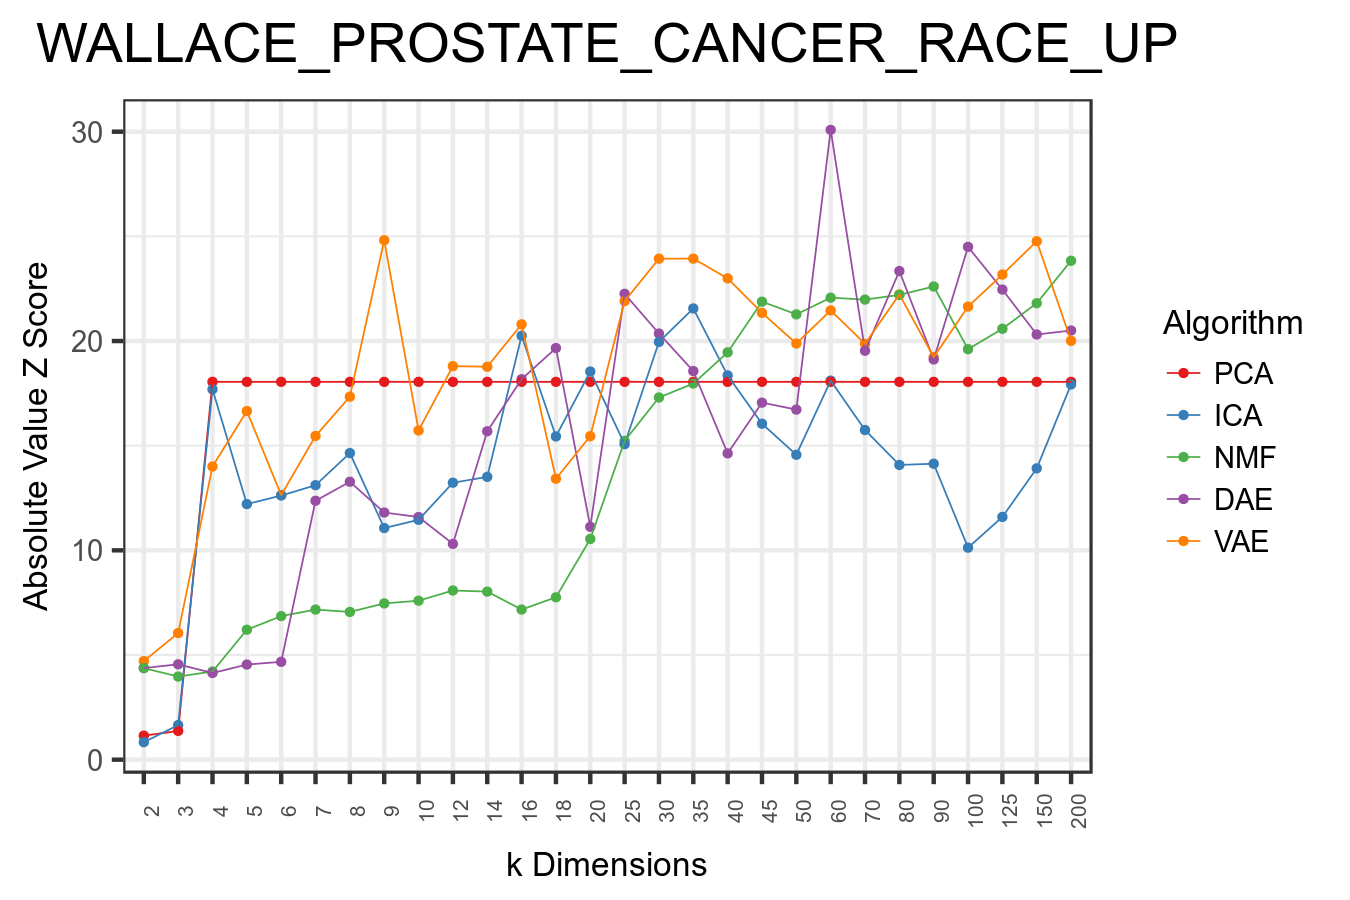 WALLACE_PROSTATE_CANCER_RACE_UP
30
20
10
0
Absolute Value Z Score
2 3 4 5 6 7 8 9 10 12 14 16 18 20 25 30 35 40 45 50 60 70 80 90 100 125 150 200
k Dimensions
Algorithm
PCA
ICA
NMF
DAE
VAE